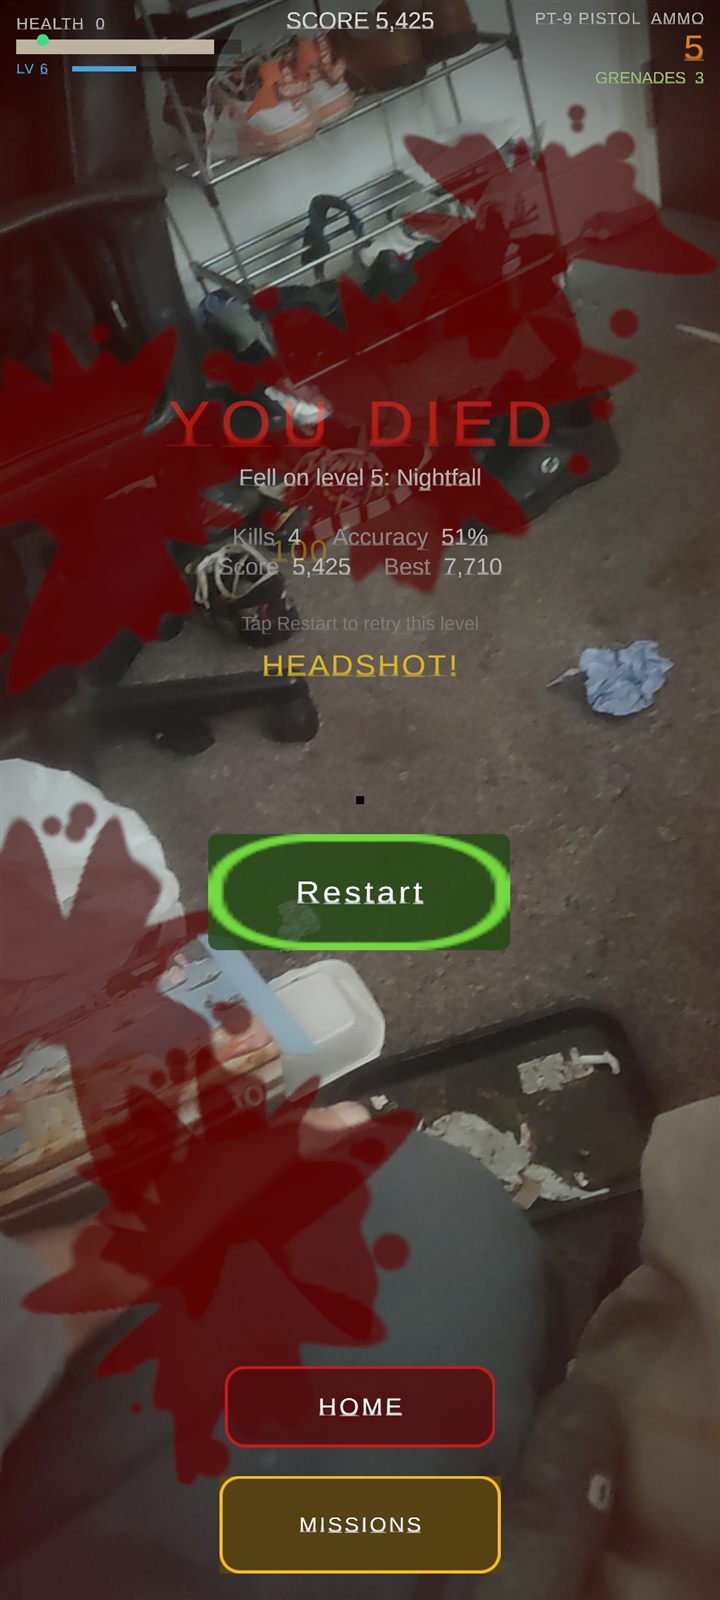 HEALTH 0
SCORE 5,425
PT-9 PISTOL AMMO
5
LV 6
GRENADES 3
YOU DIED
Fell on level 5: Nightfall
Kills 4 Accuracy 51%
100
Score 5,425 Best 7,710
Tap Restart to retry this level
HEADSHOT!
Restart
HOME
MISSIONS